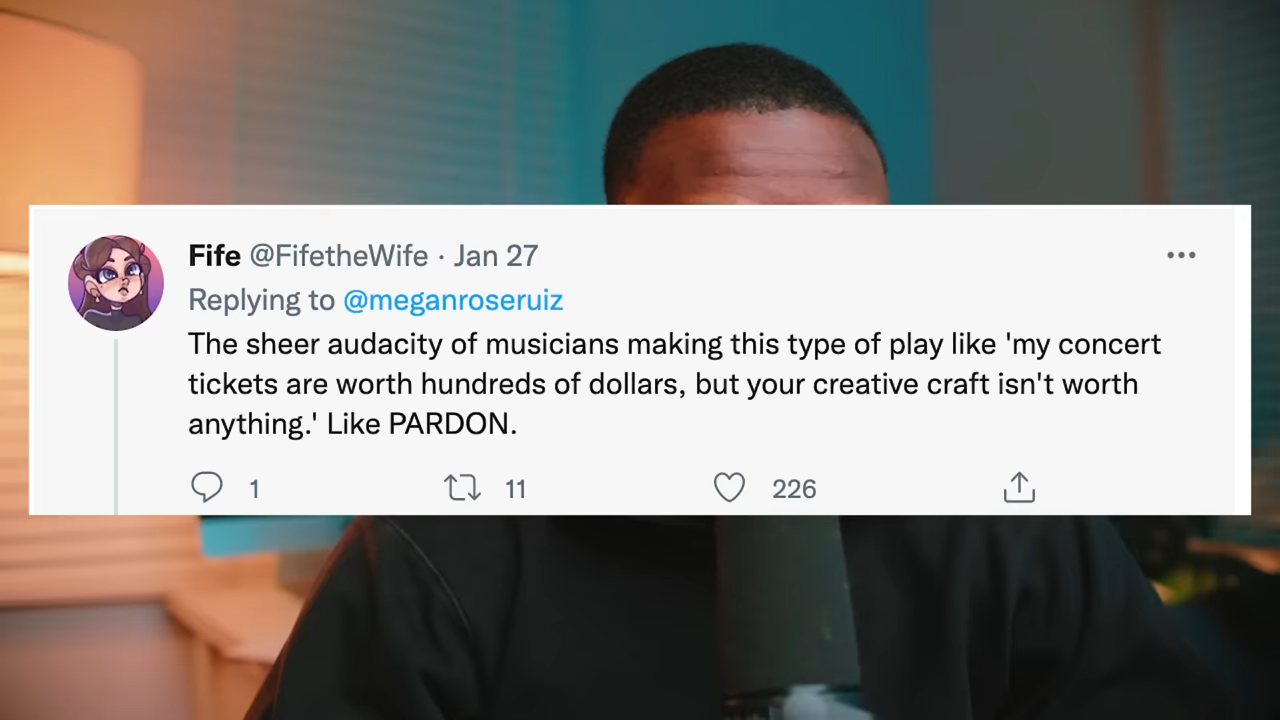 Fife @FifetheWife · Jan 27
Replying to @meganroseruiz
The sheer audacity of musicians making this type of play like 'my concert
tickets are worth hundreds of dollars, but your creative craft isn't worth
anything.' Like PARDON.
1 11 226